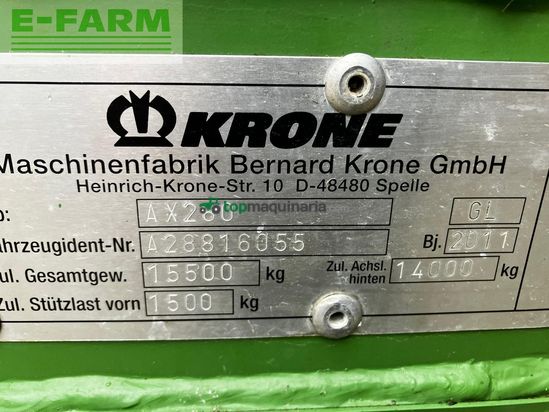 E-FARM
KRONE
Maschinenfabrik Bernard Krone GmbH
Heinrich-Krone-Str. 10 D-48480 Spelle
p: AX280 GL
topmaquinaria
ahrzeugident-Nr. A28816055 Bj. 2011
ul. Gesamtgew. 15500 kg Zul. Achsl. hinten 14000 kg
Zul. Stützlast vorn 1500 kg